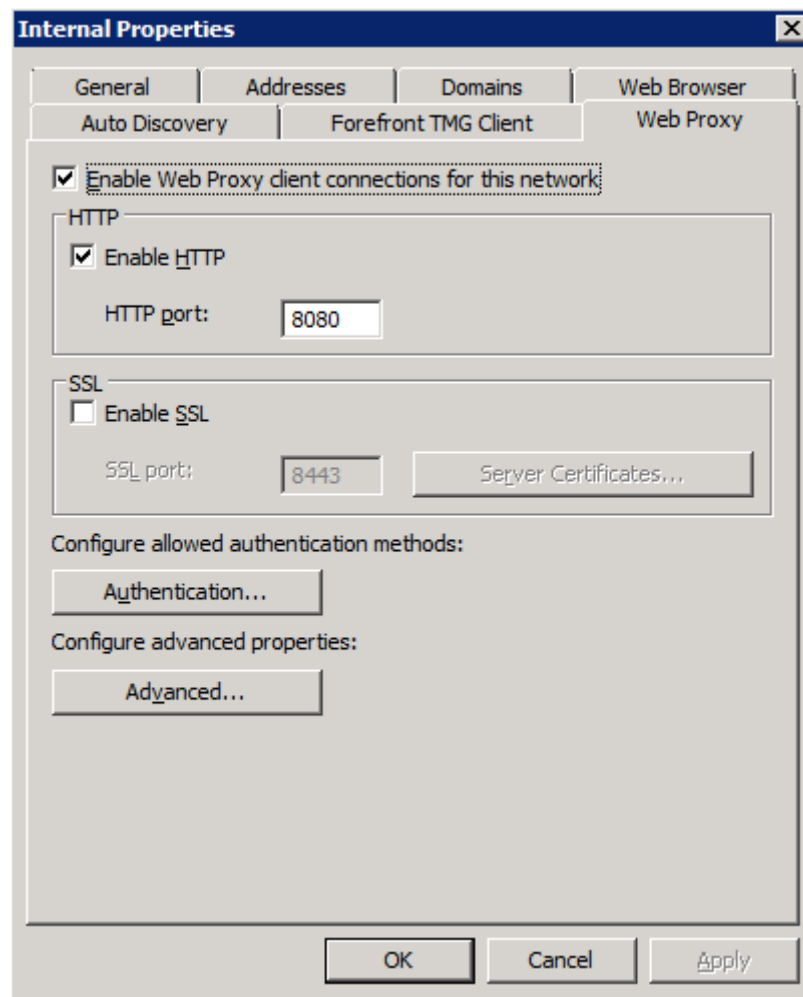 Internal Properties
General Addresses Domains Web Browser
Auto Discovery Forefront TMG Client Web Proxy
Enable Web Proxy client connections for this network
HTTP
Enable HTTP
HTTP port: 8080
SSL
Enable SSL
SSL port: 8443 Server Certificates...
Configure allowed authentication methods:
Authentication...
Configure advanced properties:
Advanced...
OK Cancel Apply